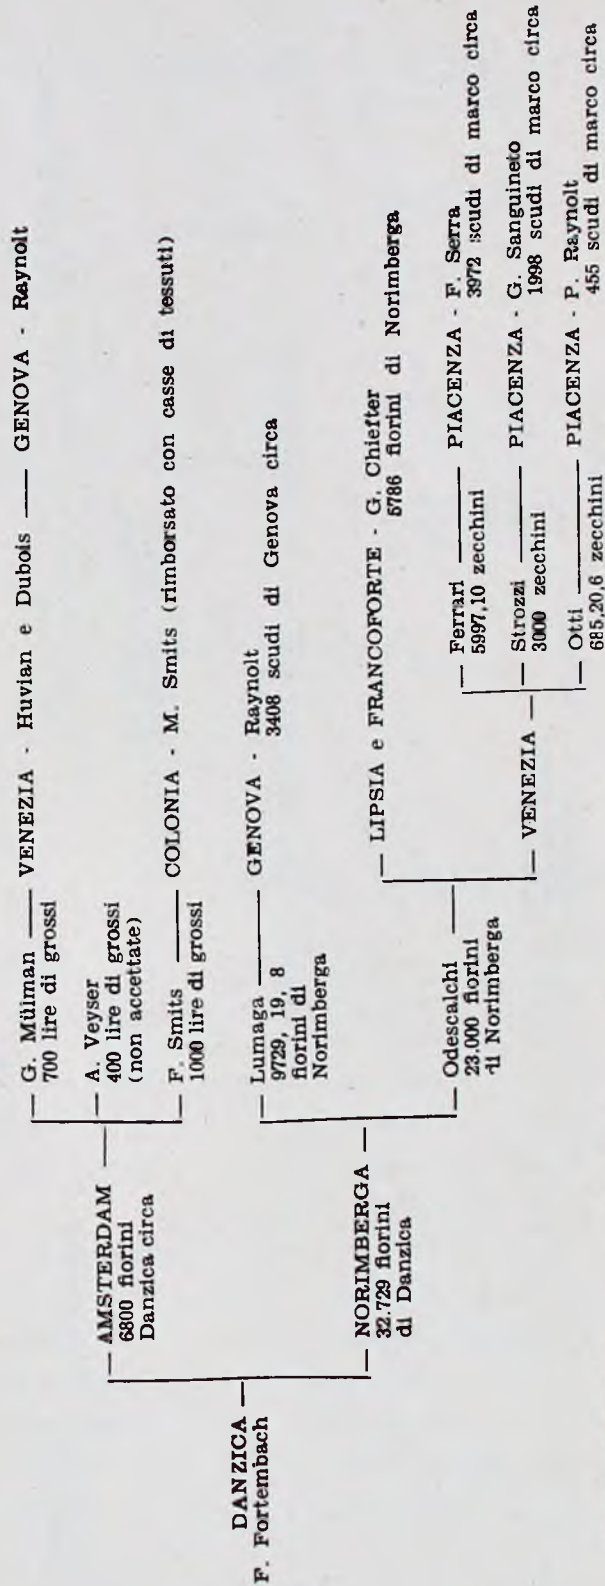 DANZICA
F. Fortembach
AMSTERDAM
6800 fiorini
Danzica circa
G. Müiman
700 lire di grossi
VENEZIA - Huvian e Dubois
GENOVA - Raynolt
A. Veyser
400 lire di grossi
(non accettate)
F. Smits
1000 lire di grossi
COLONIA - M. Smits (rimborsato con casse di tessuti)
NORIMBERGA
32.729 fiorini
di Danzica
Lumaga
9729, 19, 8
fiorini di
Norimberga
GENOVA - Raynolt
3408 scudi di Genova circa
Odescalchi
23.000 fiorini
di Norimberga
LIPSIA e FRANCOFORTE - G. Chiefter
5786 fiorini di Norimberga
VENEZIA
Ferrari
5997,10 zecchini
PIACENZA - F. Serra
3972 scudi di marco circa
Strozzi
3000 zecchini
PIACENZA - G. Sanguineto
1998 scudi di marco circa
Otti
685,20,6 zecchini
PIACENZA - P. Raynolt
455 scudi di marco circa